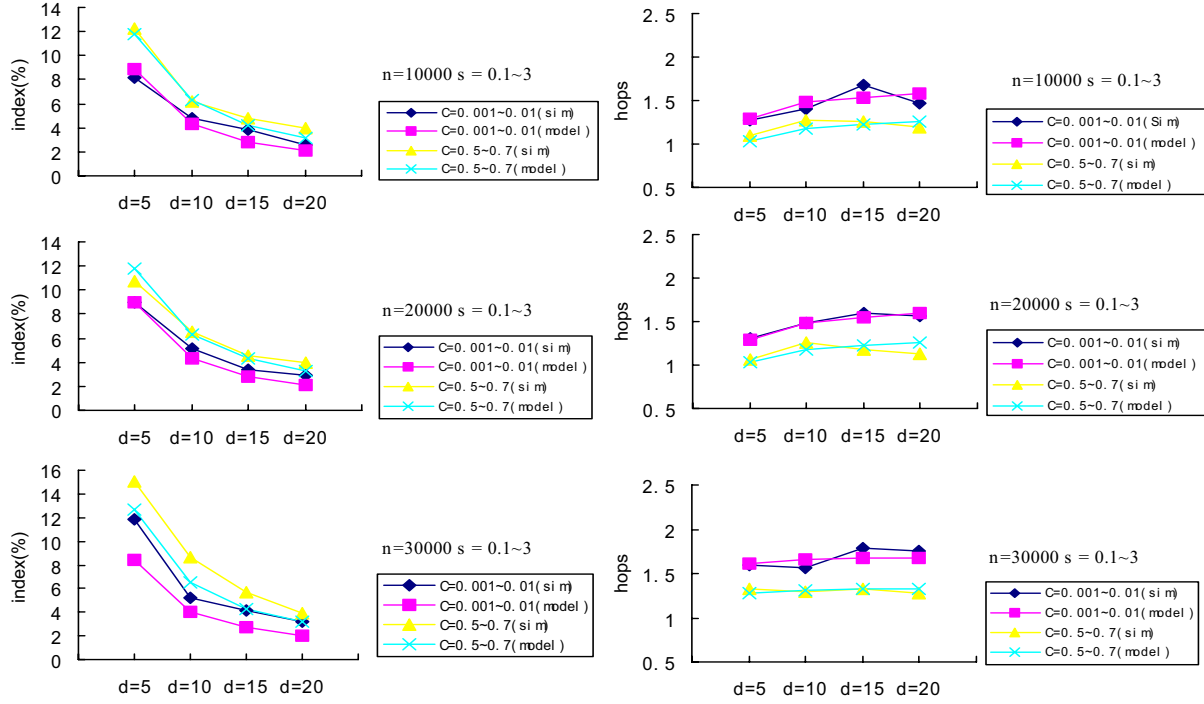 14
12
10
8
6
4
2
0
index(%)
d=5 d=10 d=15 d=20
n=10000 s = 0.1~3
C=0.001~0.01(sim)
C=0.001~0.01(model)
C=0.5~0.7(sim)
C=0.5~0.7(model)
2.5
2
1.5
1
0.5
hops
d=5 d=10 d=15 d=20
n=10000 s = 0.1~3
C=0.001~0.01(Sim)
C=0.001~0.01(model)
C=0.5~0.7(sim)
C=0.5~0.7(model)
14
12
10
8
6
4
2
0
index(%)
d=5 d=10 d=15 d=20
n=20000 s = 0.1~3
C=0.001~0.01(sim)
C=0.001~0.01(model)
C=0.5~0.7(sim)
C=0.5~0.7(model)
2.5
2
1.5
1
0.5
hops
d=5 d=10 d=15 d=20
n=20000 s = 0.1~3
C=0.001~0.01(sim)
C=0.001~0.01(model)
C=0.5~0.7(sim)
C=0.5~0.7(model)
16
14
12
10
8
6
4
2
0
index(%)
d=5 d=10 d=15 d=20
n=30000 s = 0.1~3
C=0.001~0.01(sim)
C=0.001~0.01(model)
C=0.5~0.7(sim)
C=0.5~0.7(model)
2.5
2
1.5
1
0.5
hops
d=5 d=10 d=15 d=20
n=30000 s = 0.1~3
C=0.001~0.01(sim)
C=0.001~0.01(model)
C=0.5~0.7(sim)
C=0.5~0.7(model)